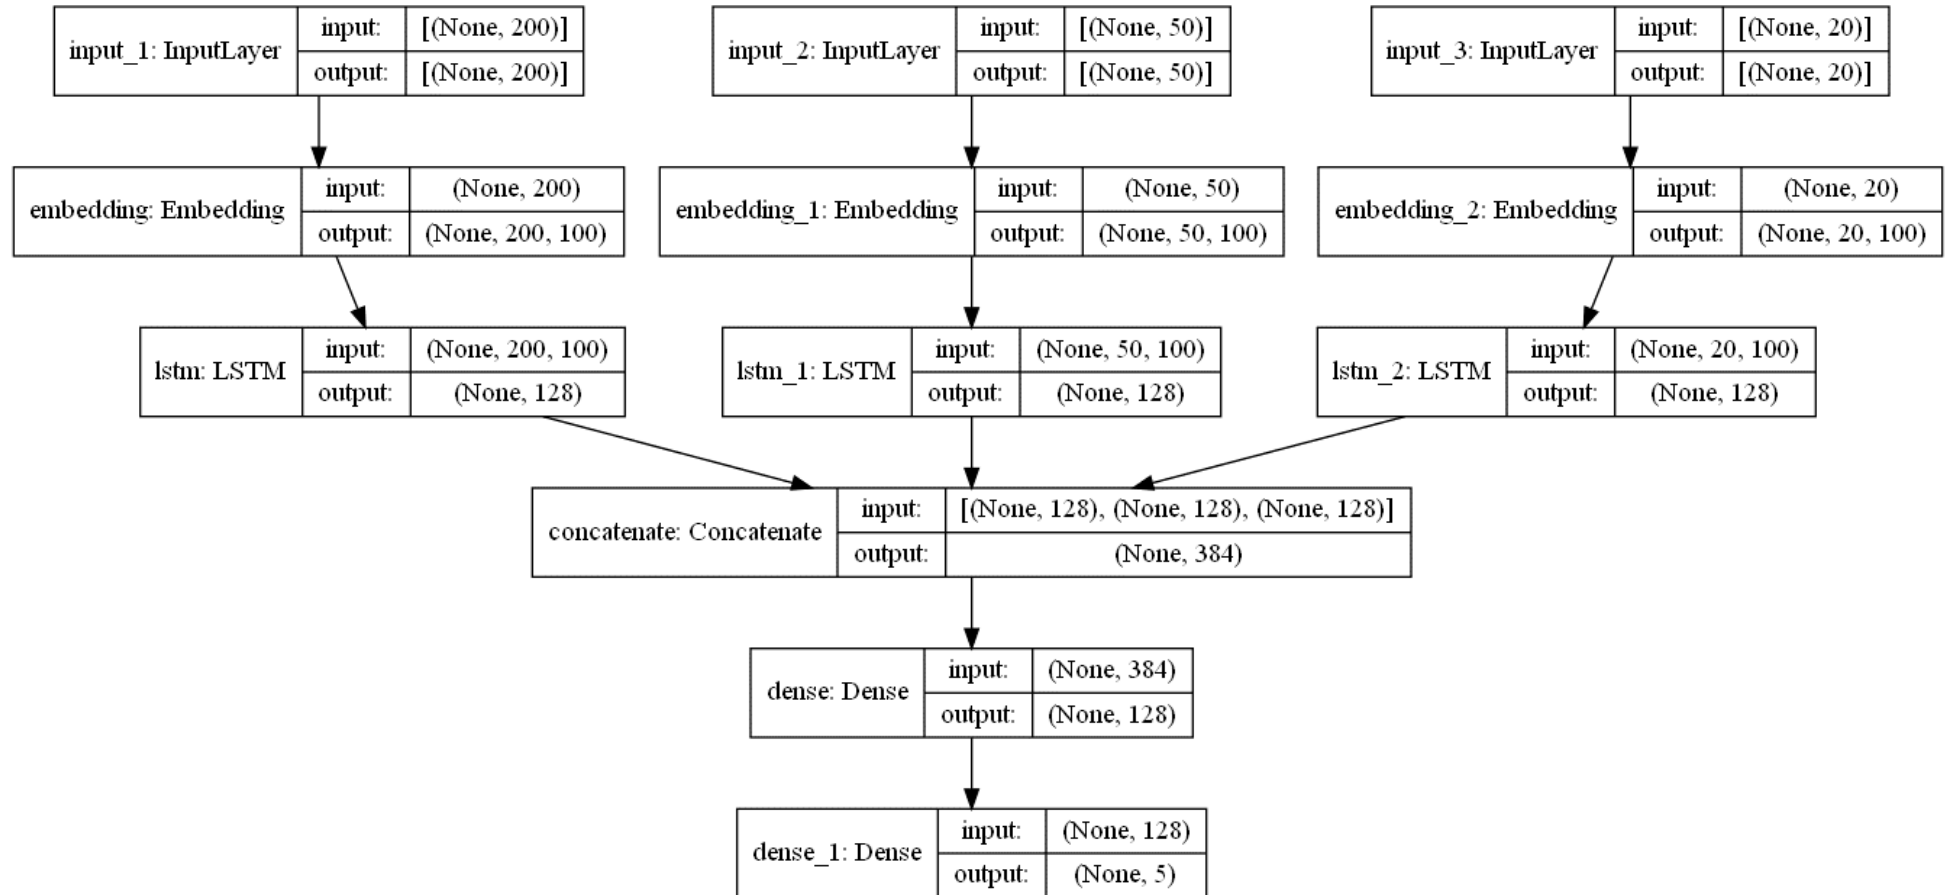 input_1: InputLayer
input: [(None, 200)]
output: [(None, 200)]
input_2: InputLayer
input: [(None, 50)]
output: [(None, 50)]
input_3: InputLayer
input: [(None, 20)]
output: [(None, 20)]
embedding: Embedding
input: (None, 200)
output: (None, 200, 100)
embedding_1: Embedding
input: (None, 50)
output: (None, 50, 100)
embedding_2: Embedding
input: (None, 20)
output: (None, 20, 100)
lstm: LSTM
input: (None, 200, 100)
output: (None, 128)
lstm_1: LSTM
input: (None, 50, 100)
output: (None, 128)
lstm_2: LSTM
input: (None, 20, 100)
output: (None, 128)
concatenate: Concatenate
input: [(None, 128), (None, 128), (None, 128)]
output: (None, 384)
dense: Dense
input: (None, 384)
output: (None, 128)
dense_1: Dense
input: (None, 128)
output: (None, 5)